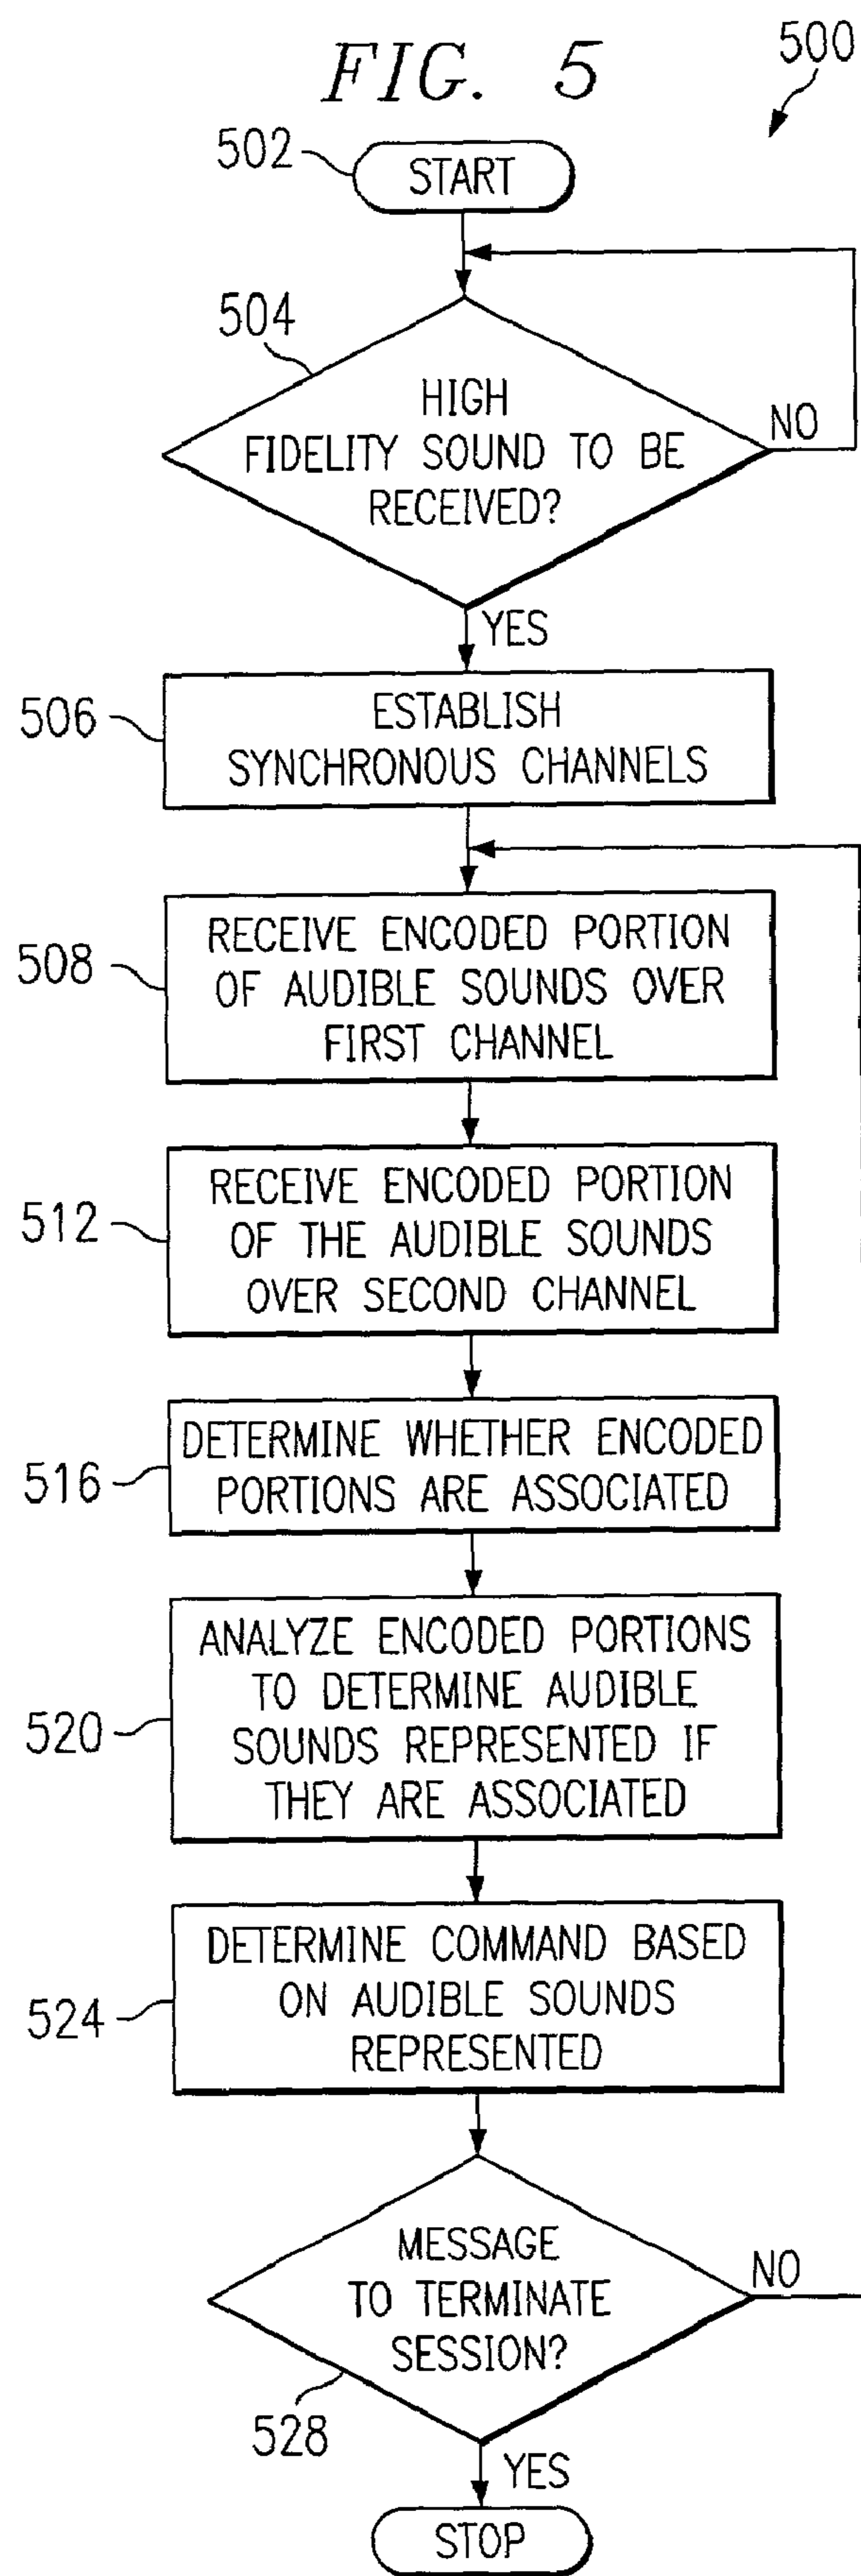 FIG. 5
500
502
START
504
HIGH
FIDELITY SOUND TO BE
RECEIVED?
NO
YES
506
ESTABLISH
SYNCHRONOUS CHANNELS
508
RECEIVE ENCODED PORTION
OF AUDIBLE SOUNDS OVER
FIRST CHANNEL
512
RECEIVE ENCODED PORTION
OF THE AUDIBLE SOUNDS
OVER SECOND CHANNEL
516
DETERMINE WHETHER ENCODED
PORTIONS ARE ASSOCIATED
520
ANALYZE ENCODED PORTIONS
TO DETERMINE AUDIBLE
SOUNDS REPRESENTED IF
THEY ARE ASSOCIATED
524
DETERMINE COMMAND BASED
ON AUDIBLE SOUNDS
REPRESENTED
MESSAGE
TO TERMINATE
SESSION?
NO
528
YES
STOP